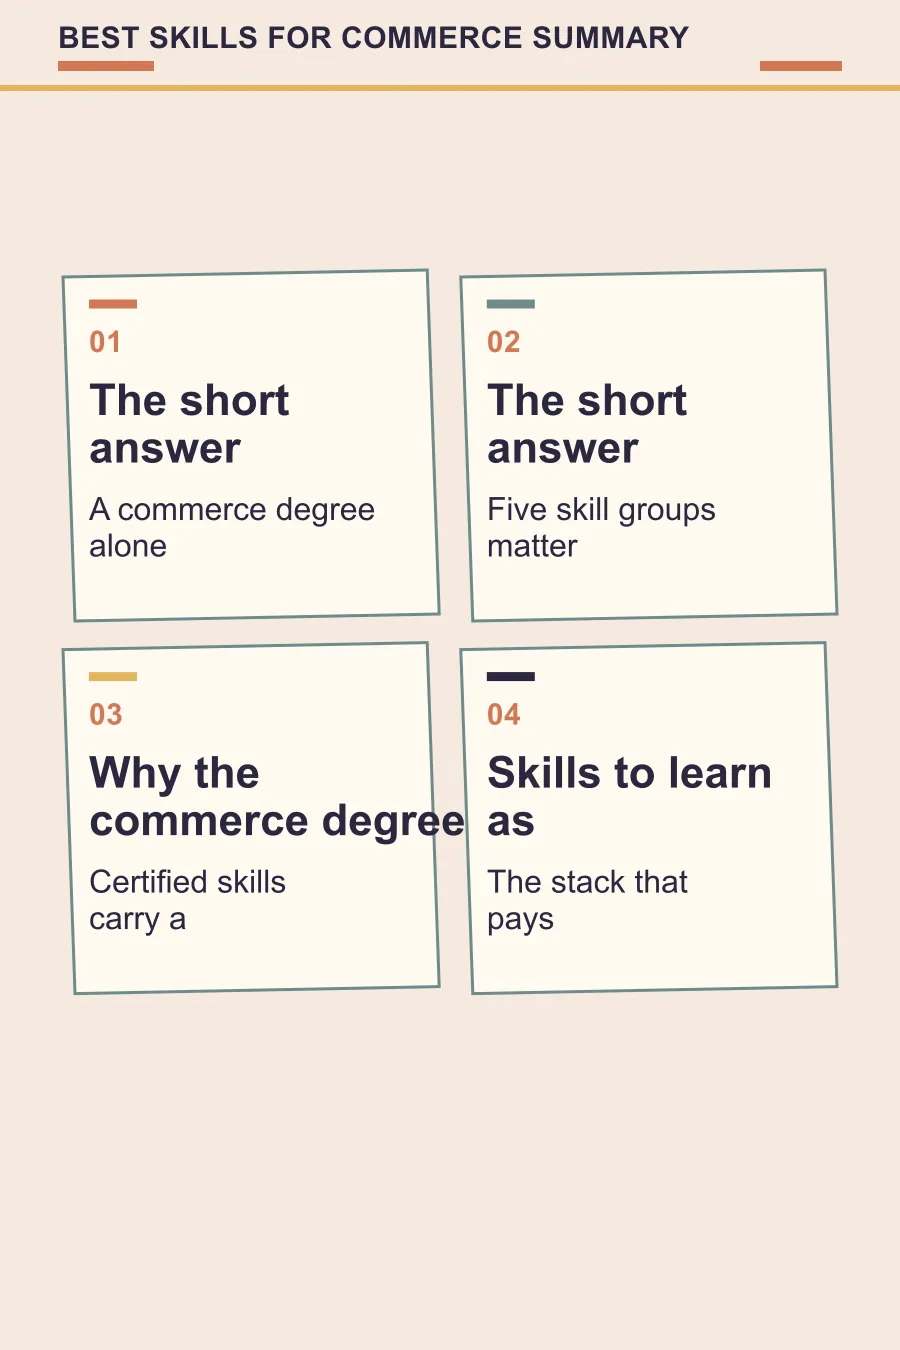 BEST SKILLS FOR COMMERCE SUMMARY
01
The short
answer
A commerce degree
alone
02
The short
answer
Five skill groups
matter
03
Why the
commerce degree
Certified skills
carry a
04
Skills to learn
as
The stack that
pays